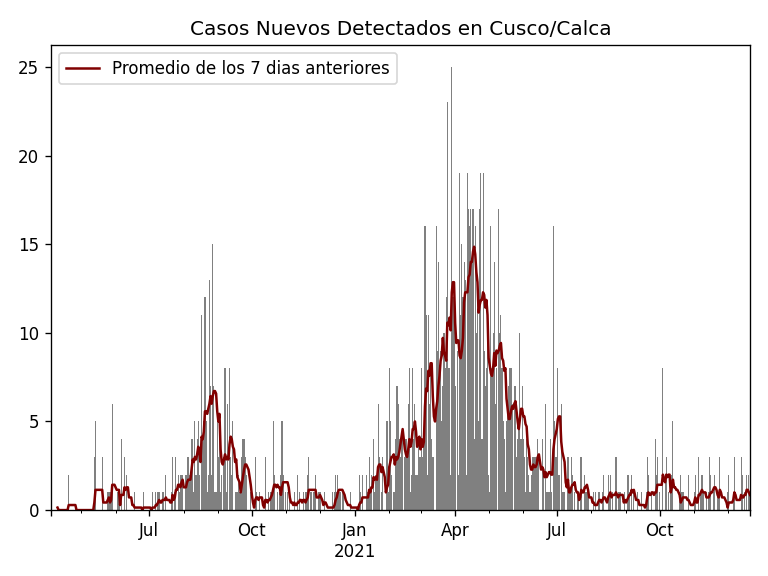 Casos Nuevos Detectados en Cusco/Calca
Promedio de los 7 dias anteriores
25
20
15
10
5
0
Jul
Oct
Jan
2021
Apr
Jul
Oct